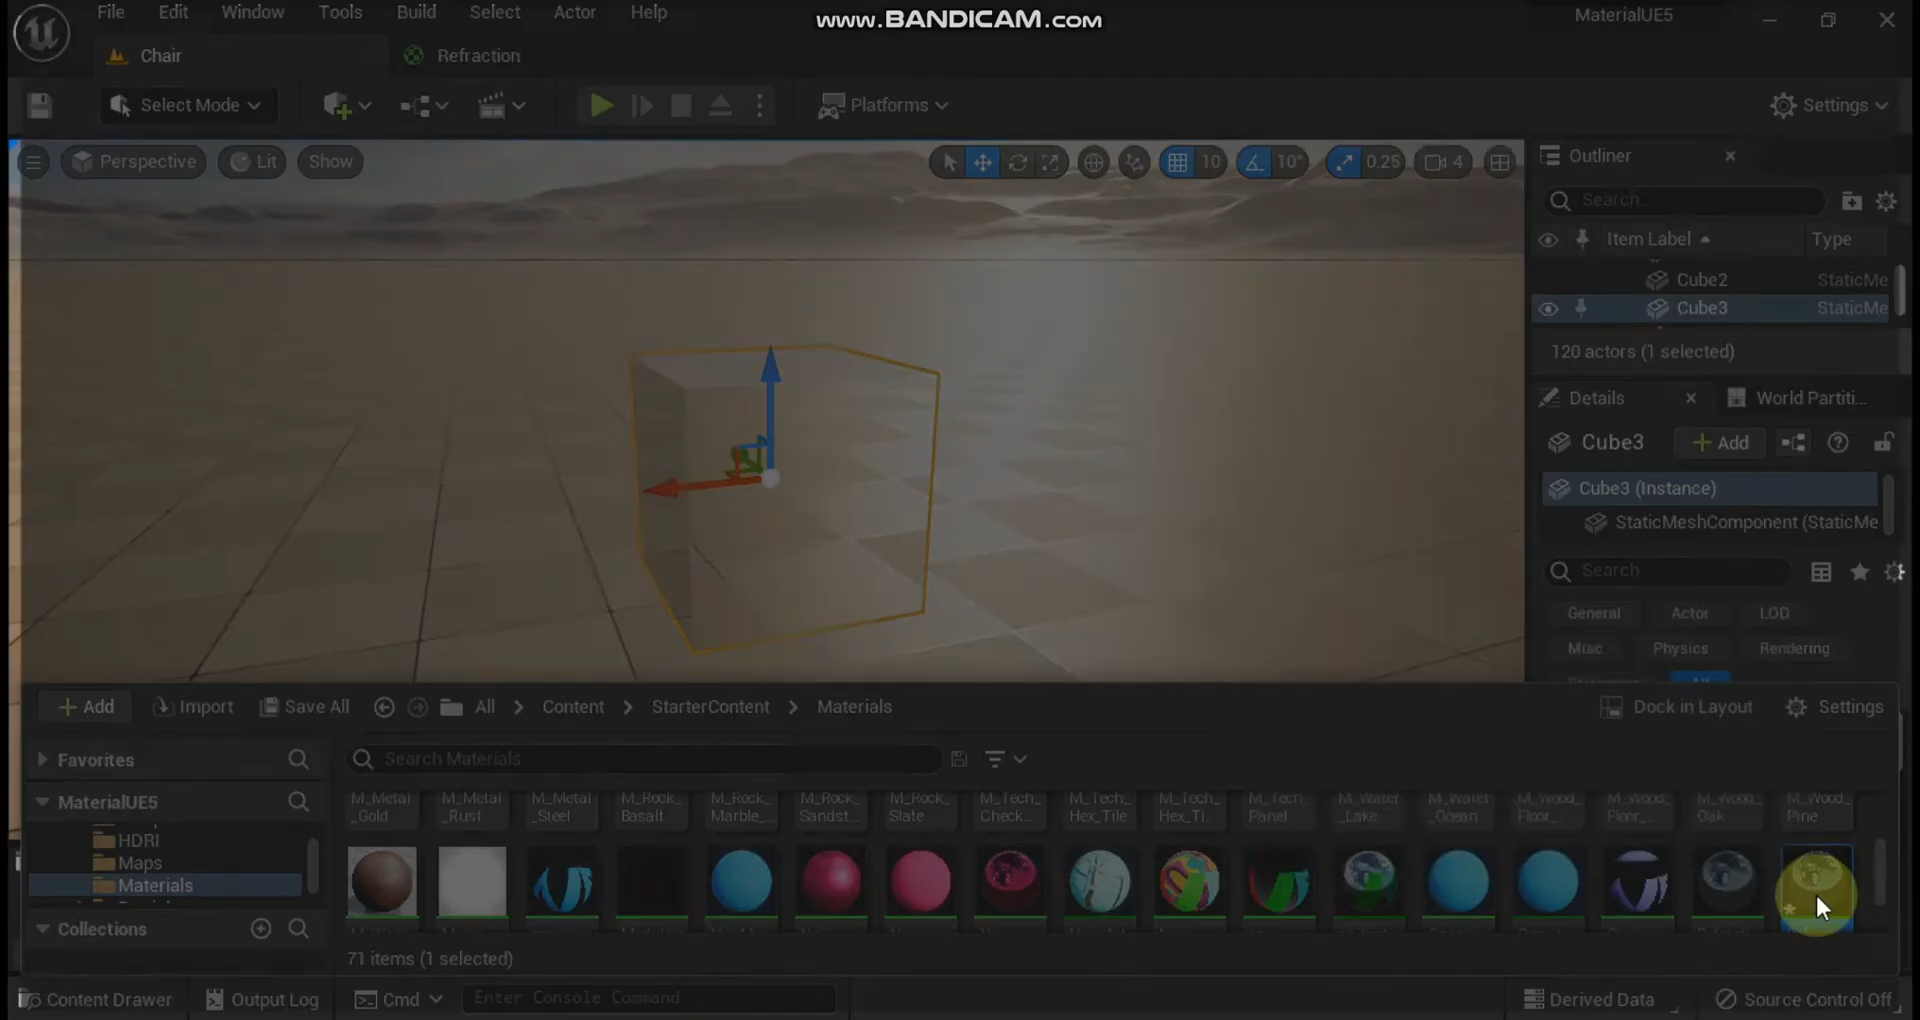 File Edit Window Tools Build Select Actor Help
www.BANDICAM.com
MaterialUE5
Chair
Refraction
Select Mode
Platforms
Settings
Perspective
Lit
Show
10
10°
0.25
4
Outliner
Search...
Item Label
Type
Cube2
StaticMe
Cube3
StaticMe
120 actors (1 selected)
Details
World Partiti...
Cube3
Add
Cube3 (Instance)
StaticMeshComponent (StaticMe
Search
General
Actor
LOD
Misc
Physics
Rendering
Add
Import
Save All
All
Content
StarterContent
Materials
Dock in Layout
Settings
Favorites
Search Materials
MaterialUE5
HDRI
Maps
Materials
Collections
M_Metal_Gold
M_Metal_Rust
M_Metal_Steel
M_Rock_Basalt
M_Rock_Marble_...
M_Rock_Sandst...
M_Rock_Slate
M_Tech_Check...
M_Tech_Hex_Tile
M_Tech_Hex_Ti...
M_Tech_Panel
M_Water_Lake
M_Water_Ocean
M_Wood_Floor_...
M_Wood_Floor_...
M_Wood_Oak
M_Wood_Pine
71 items (1 selected)
Content Drawer
Output Log
Cmd
Enter Console Command
Derived Data
Source Control Off